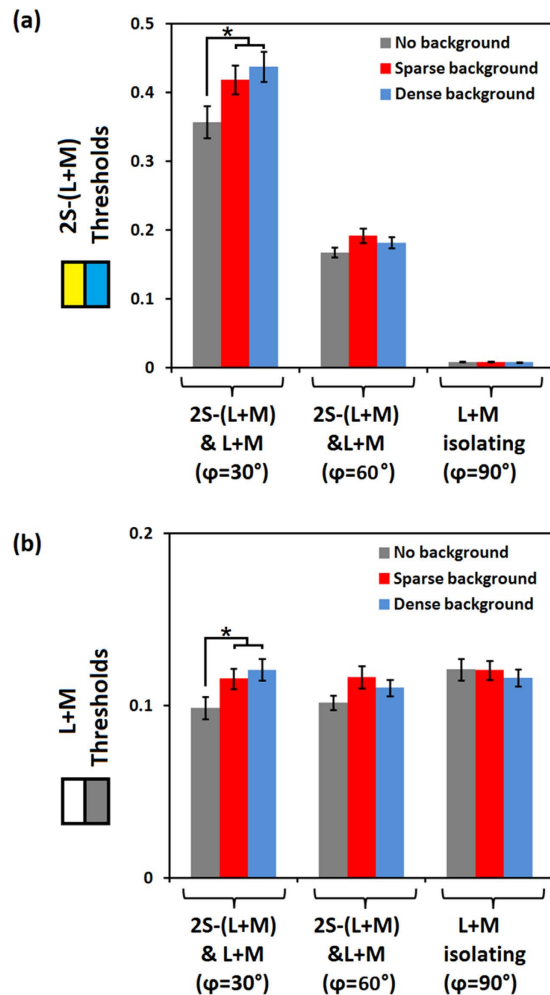 (a)
0.5
0.4
0.3
0.2
0.1
0
2S-(L+M)
Thresholds
*
No background
Sparse background
Dense background
2S-(L+M)
& L+M
(φ=30°)
2S-(L+M)
&L+M
(φ=60°)
L+M
isolating
(φ=90°)
(b)
0.2
0.1
0
L+M
Thresholds
*
No background
Sparse background
Dense background
2S-(L+M)
& L+M
(φ=30°)
2S-(L+M)
&L+M
(φ=60°)
L+M
isolating
(φ=90°)